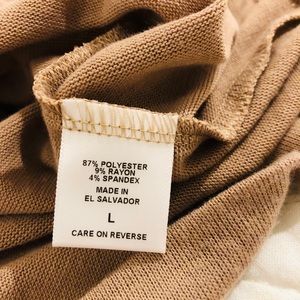 87% POLYESTER
9% RAYON
4% SPANDEX
MADE IN
EL SALVADOR
L
CARE ON REVERSE